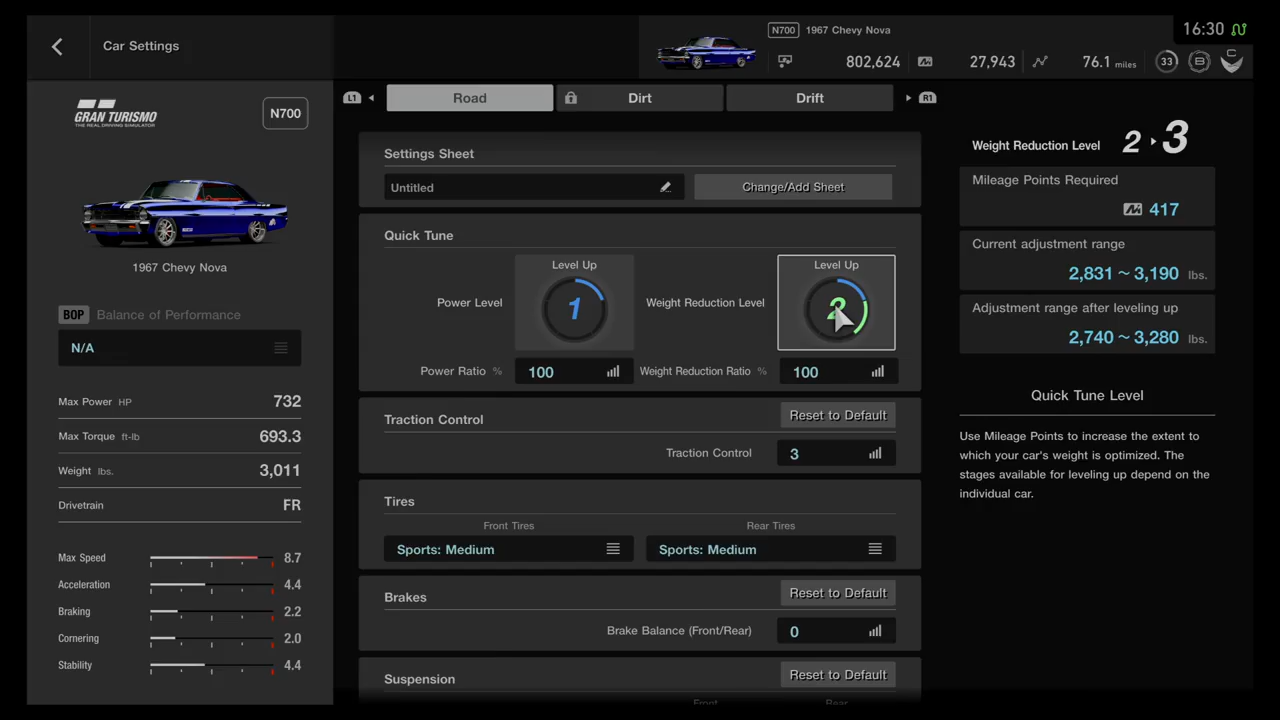 16:30
N700 1967 Chevy Nova
Car Settings
802,624 27,943 76.1 miles 33 B C
L1 Road Dirt Drift R1
GRAN TURISMO
THE REAL DRIVING SIMULATOR
N700
1967 Chevy Nova
BOP Balance of Performance
N/A
Max Power HP 732
Max Torque ft-lb 693.3
Weight lbs. 3,011
Drivetrain FR
Max Speed 8.7
Acceleration 4.4
Braking 2.2
Cornering 2.0
Stability 4.4
Settings Sheet
Untitled Change/Add Sheet
Quick Tune
Level Up Level Up
Power Level 1 Weight Reduction Level 2
Power Ratio % 100 Weight Reduction Ratio % 100
Traction Control Reset to Default
Traction Control 3
Tires
Front Tires Rear Tires
Sports: Medium Sports: Medium
Brakes Reset to Default
Brake Balance (Front/Rear) 0
Suspension Reset to Default
Front Rear
Weight Reduction Level 2 3
Mileage Points Required
417
Current adjustment range
2,831 ~ 3,190 lbs.
Adjustment range after leveling up
2,740 ~ 3,280 lbs.
Quick Tune Level
Use Mileage Points to increase the extent to
which your car's weight is optimized. The
stages available for leveling up depend on the
individual car.